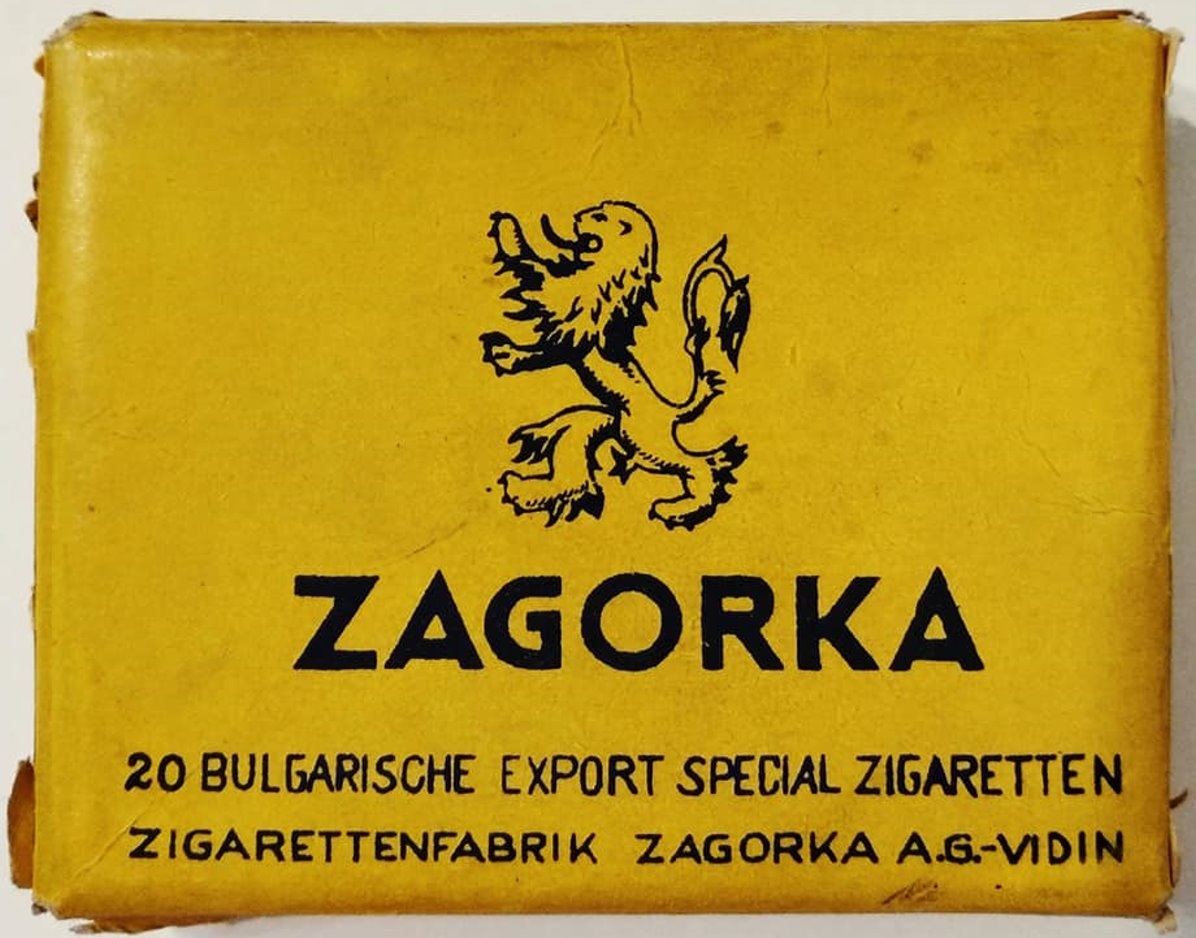 ZAGORKA
20 BULGARISCHE EXPORT SPECIAL ZIGARETTEN
ZIGARETTENFABRIK ZAGORKA A.G.-VIDIN